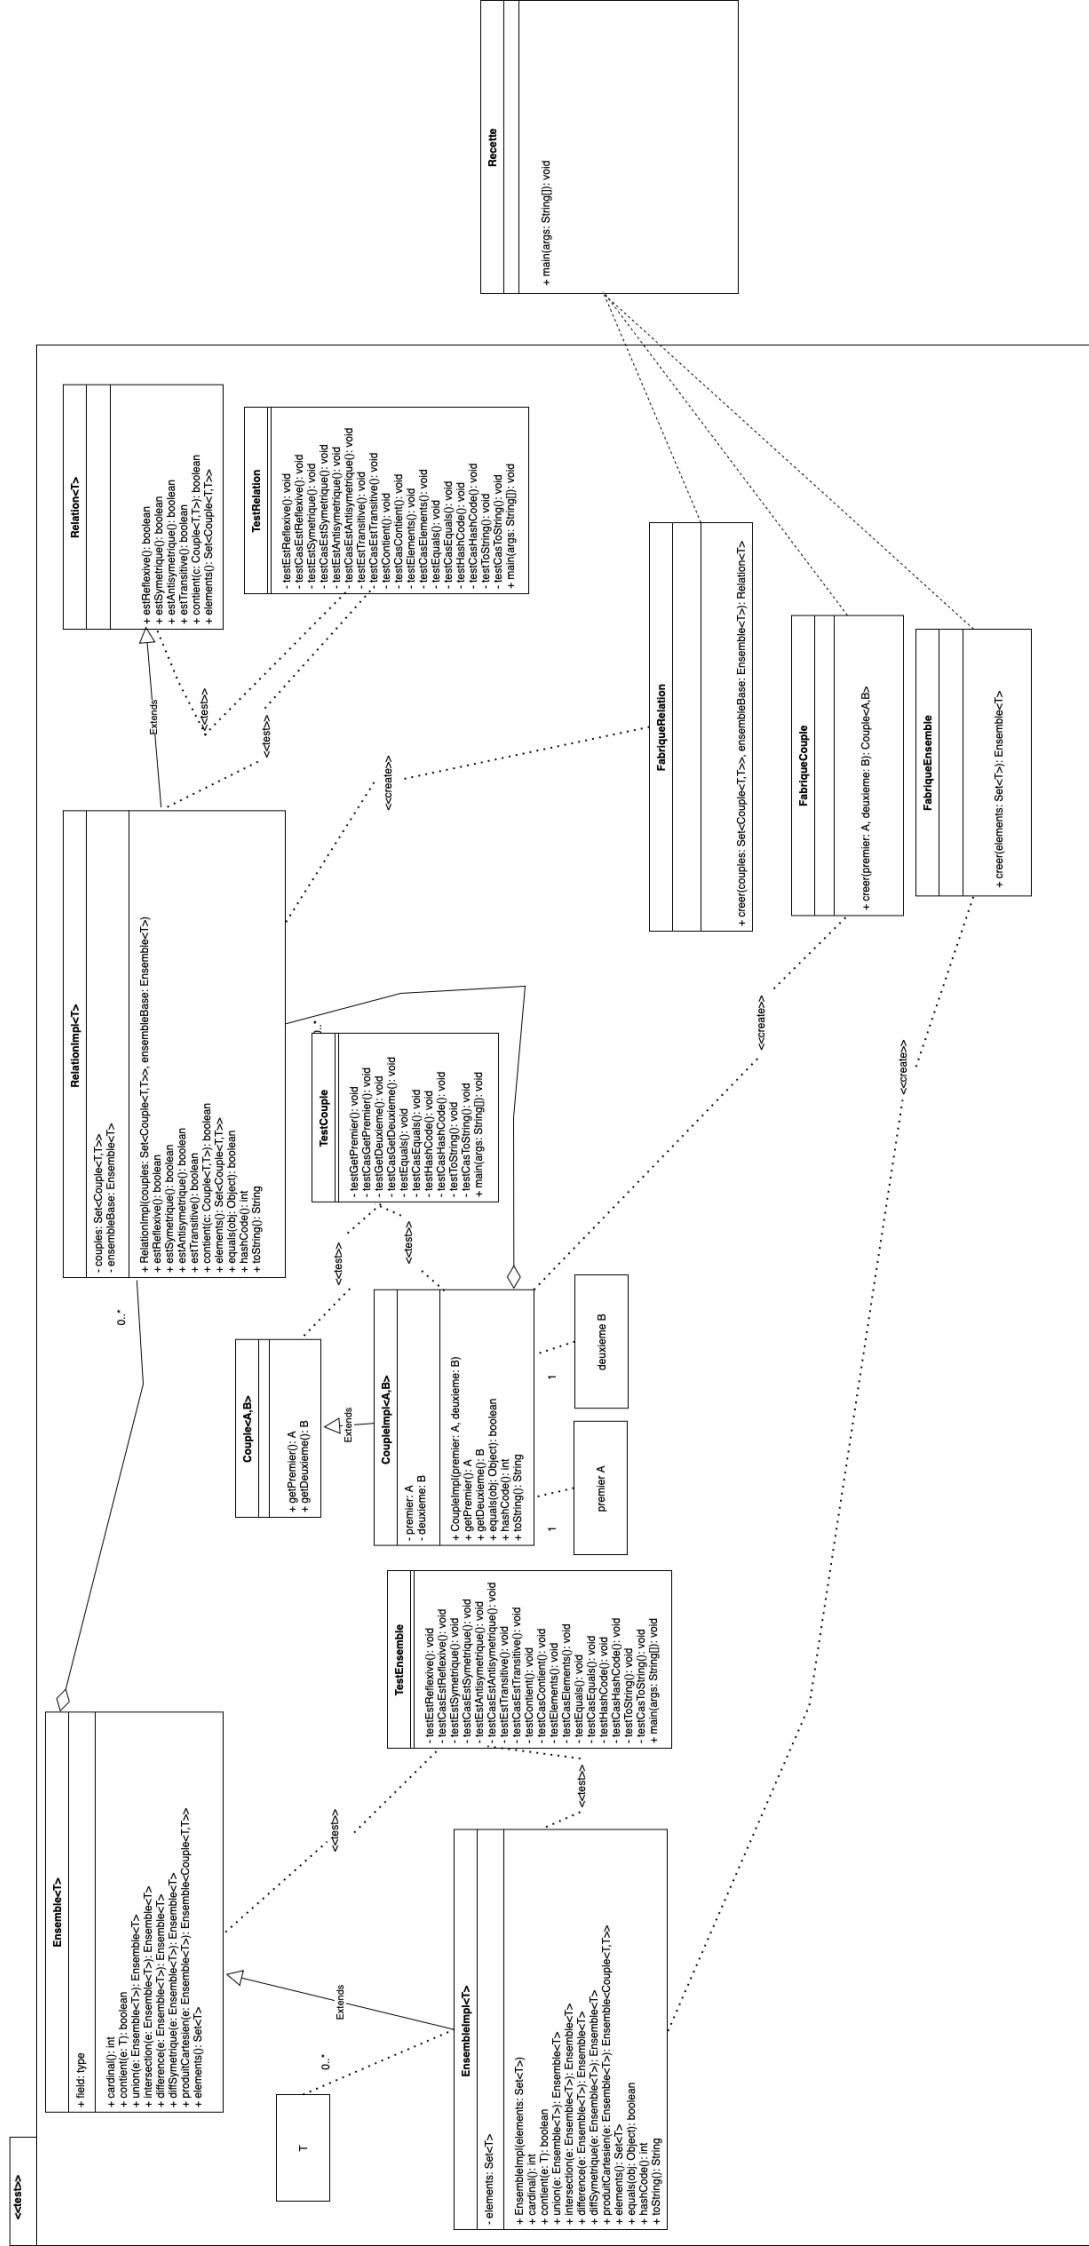 <<test>>
Ensemble<T>
+ field: type
+ cardinal(): int
+ contient(e: T): boolean
+ union(e: Ensemble<T>): Ensemble<T>
+ intersection(e: Ensemble<T>): Ensemble<T>
+ difference(e: Ensemble<T>): Ensemble<T>
+ diffSymetrique(e: Ensemble<T>): Ensemble<T>
+ produitCartesien(e: Ensemble<T>): Ensemble<Couple<T,T>>
+ elements(): Set<T>
0..*
RelationImpl<T>
- couples: Set<Couple<T,T>>
- ensembleBase: Ensemble<T>
+ RelationImpl(couples: Set<Couple<T,T>>, ensembleBase: Ensemble<T>)
+ estReflexive(): boolean
+ estSymetrique(): boolean
+ estAntisymetrique(): boolean
+ estTransitive(): boolean
+ contient(c: Couple<T,T>): boolean
+ elements(): Set<Couple<T,T>>
+ equals(obj: Object): boolean
+ hashCode(): int
+ toString(): String
Extends
Relation<T>
+ estReflexive(): boolean
+ estSymetrique(): boolean
+ estAntisymetrique(): boolean
+ estTransitive(): boolean
+ contient(c: Couple<T,T>): boolean
+ elements(): Set<Couple<T,T>>
<<test>>
<<test>>
TestRelation
- testEstReflexive(): void
- testCasEstReflexive(): void
- testEstSymetrique(): void
- testCasEstSymetrique(): void
- testEstAntisymetrique(): void
- testCasEstAntisymetrique(): void
- testEstTransitive(): void
- testCasEstTransitive(): void
- testContient(): void
- testCasContient(): void
- testElements(): void
- testCasElements(): void
- testEquals(): void
- testCasEquals(): void
- testHashCode(): void
- testCasHashCode(): void
- testToString(): void
- testCasToString(): void
+ main(args: String[]): void
T
0..*
Extends
<<test>>
Couple<A,B>
+ getPremier(): A
+ getDeuxieme(): B
Extends
<<test>>
<<test>>
TestCouple
- testGetPremier(): void
- testCasGetPremier(): void
- testGetDeuxieme(): void
- testCasGetDeuxieme(): void
- testEquals(): void
- testCasEquals(): void
- testHashCode(): void
- testCasHashCode(): void
- testToString(): void
- testCasToString(): void
+ main(args: String[]): void
0..*
<<create>>
CoupleImpl<A,B>
- premier: A
- deuxieme: B
+ CoupleImpl(premier: A, deuxieme: B)
+ getPremier(): A
+ getDeuxieme(): B
+ equals(obj: Object): boolean
+ hashCode(): int
+ toString(): String
1
premier A
1
deuxieme B
TestEnsemble
- testEstReflexive(): void
- testCasEstReflexive(): void
- testEstSymetrique(): void
- testCasEstSymetrique(): void
- testEstAntisymetrique(): void
- testCasEstAntisymetrique(): void
- testEstTransitive(): void
- testCasEstTransitive(): void
- testContient(): void
- testCasContient(): void
- testElements(): void
- testCasElements(): void
- testEquals(): void
- testCasEquals(): void
- testHashCode(): void
- testCasHashCode(): void
- testToString(): void
- testCasToString(): void
+ main(args: String[]): void
<<test>>
EnsembleImpl<T>
- elements: Set<T>
+ EnsembleImpl(elements: Set<T>)
+ cardinal(): int
+ contient(e: T): boolean
+ union(e: Ensemble<T>): Ensemble<T>
+ intersection(e: Ensemble<T>): Ensemble<T>
+ difference(e: Ensemble<T>): Ensemble<T>
+ diffSymetrique(e: Ensemble<T>): Ensemble<T>
+ produitCartesien(e: Ensemble<T>): Ensemble<Couple<T,T>>
+ elements(): Set<T>
+ equals(obj: Object): boolean
+ hashCode(): int
+ toString(): String
Recette
+ main(args: String[]): void
FabriqueRelation
+ creer(couples: Set<Couple<T,T>>, ensembleBase: Ensemble<T>): Relation<T>
<<create>>
FabriqueCouple
+ creer(premier: A, deuxieme: B): Couple<A,B>
<<create>>
FabriqueEnsemble
+ creer(elements: Set<T>): Ensemble<T>